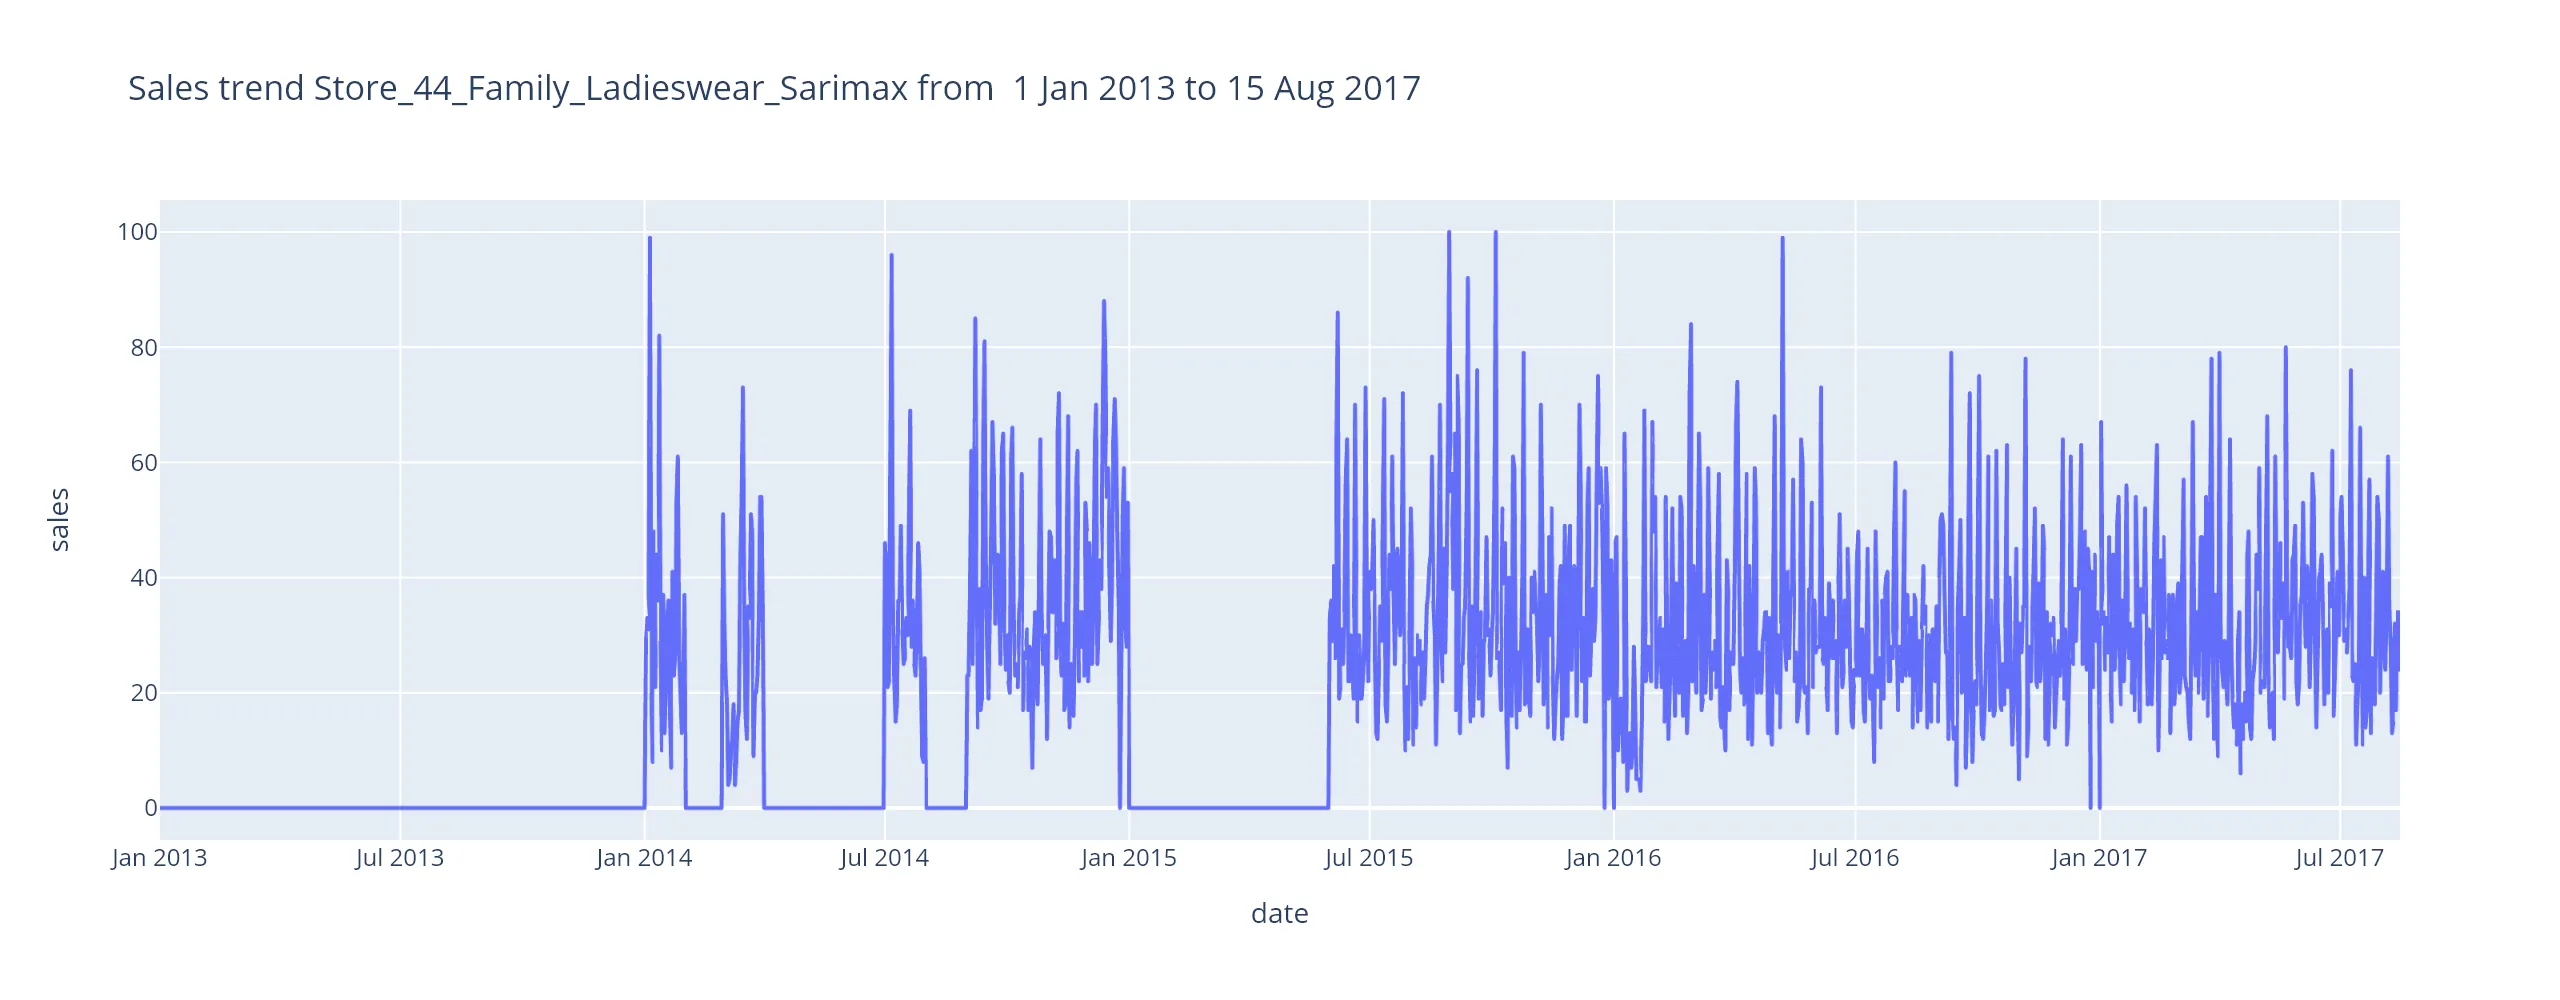 Sales trend Store_44_Family_Ladieswear_Sarimax from  1 Jan 2013 to 15 Aug 2017
100
80
60
40
20
0
sales
Jan 2013 Jul 2013 Jan 2014 Jul 2014 Jan 2015 Jul 2015 Jan 2016 Jul 2016 Jan 2017 Jul 2017
date